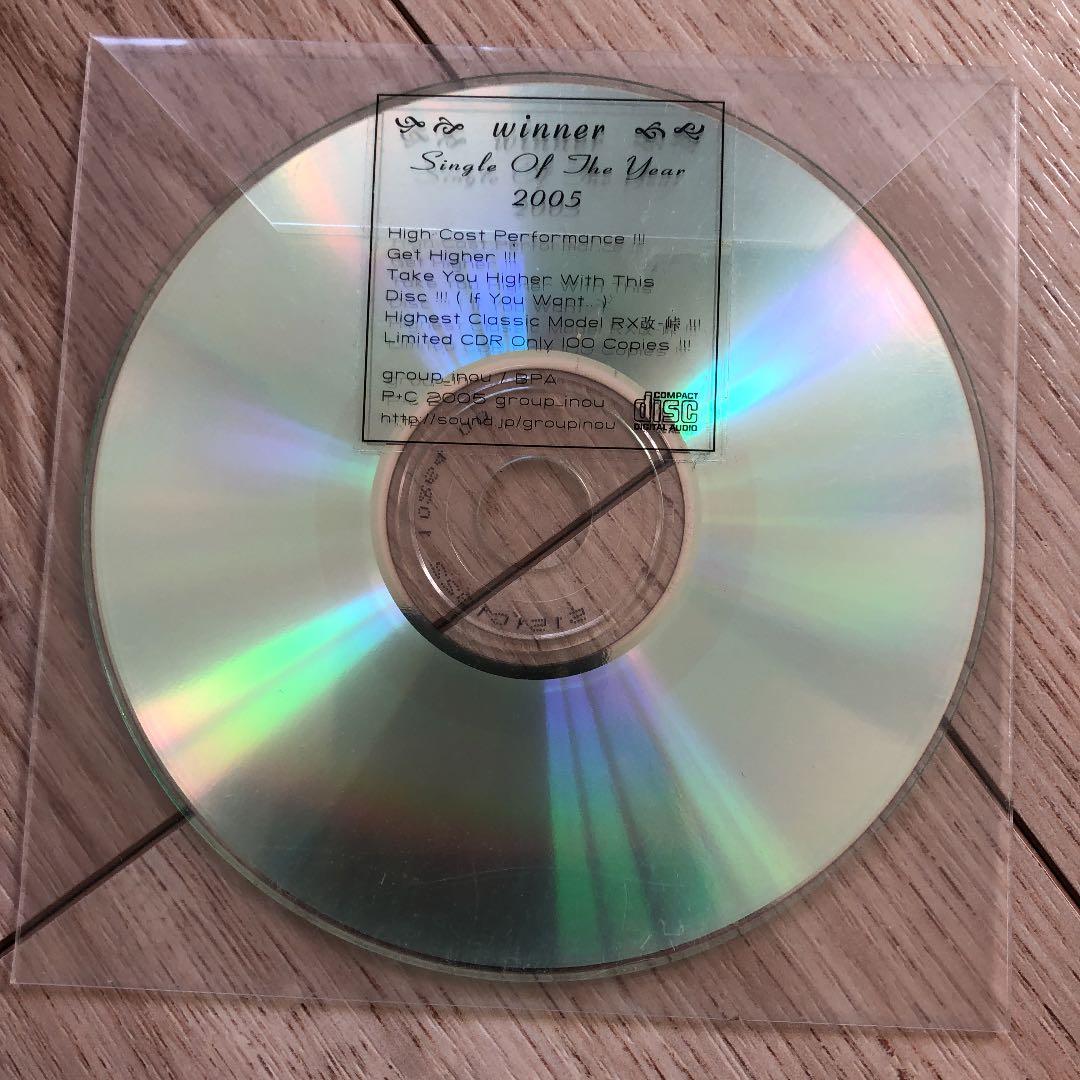 winner
Single Of The Year
2005
High Cost Performance !!!
Get Higher !!!
Take You Higher With This
Disc !!! ( If You Want... )
Highest Classic Model RX改-峠 !!!
Limited CDR Only 100 Copies !!!
group_inou / BPA
P+C 2005 group_inou
http://sound.jp/groupinou
COMPACT
disc
DIGITAL AUDIO